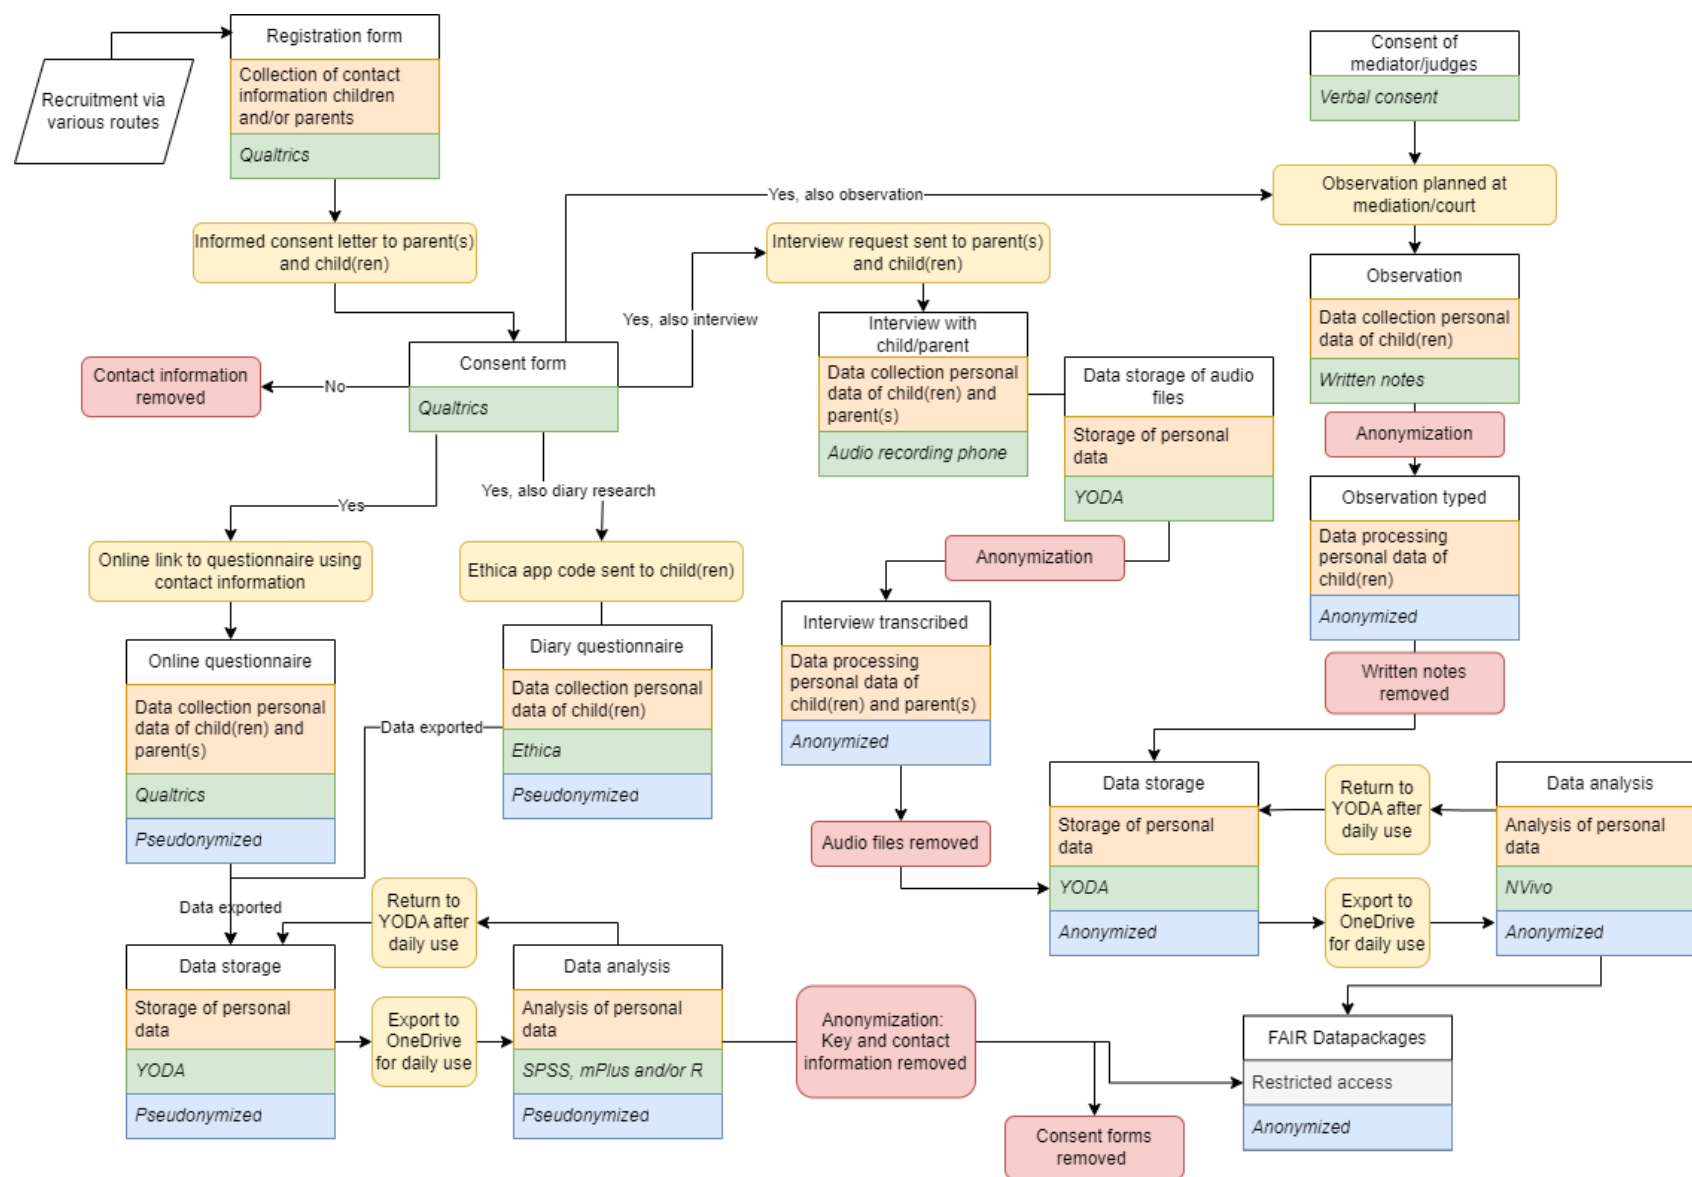 Registration form
Collection of contact
information children
and/or parents
Qualtrics
Recruitment via
various routes
Consent of
mediator/judges
Verbal consent
Yes, also observation
Observation planned at
mediation/court
Informed consent letter to parent(s)
and child(ren)
Interview request sent to parent(s)
and child(ren)
Yes, also interview
Observation
Data collection personal
data of child(ren)
Written notes
Anonymization
Observation typed
Data processing
personal data of
child(ren)
Anonymized
Written notes
removed
Interview with
child/parent
Data collection personal
data of child(ren) and
parent(s)
Audio recording phone
Data storage of audio
files
Storage of personal
data
YODA
Anonymization
Interview transcribed
Data processing
personal data of
child(ren) and parent(s)
Anonymized
Audio files removed
Contact information
removed
No
Consent form
Qualtrics
Yes
Yes, also diary research
Online link to questionnaire using
contact information
Ethica app code sent to child(ren)
Online questionnaire
Data collection personal
data of child(ren) and
parent(s)
Qualtrics
Pseudonymized
Diary questionnaire
Data collection personal
data of child(ren)
Ethica
Pseudonymized
Data exported
Data exported
Data storage
Storage of personal
data
YODA
Anonymized
Return to
YODA after
daily use
Export to
OneDrive
for daily use
Data analysis
Analysis of personal
data
NVivo
Anonymized
Return to
YODA after
daily use
Data storage
Storage of personal
data
YODA
Pseudonymized
Export to
OneDrive
for daily use
Data analysis
Analysis of personal
data
SPSS, mPlus and/or R
Pseudonymized
Anonymization:
Key and contact
information removed
Consent forms
removed
FAIR Datapackages
Restricted access
Anonymized